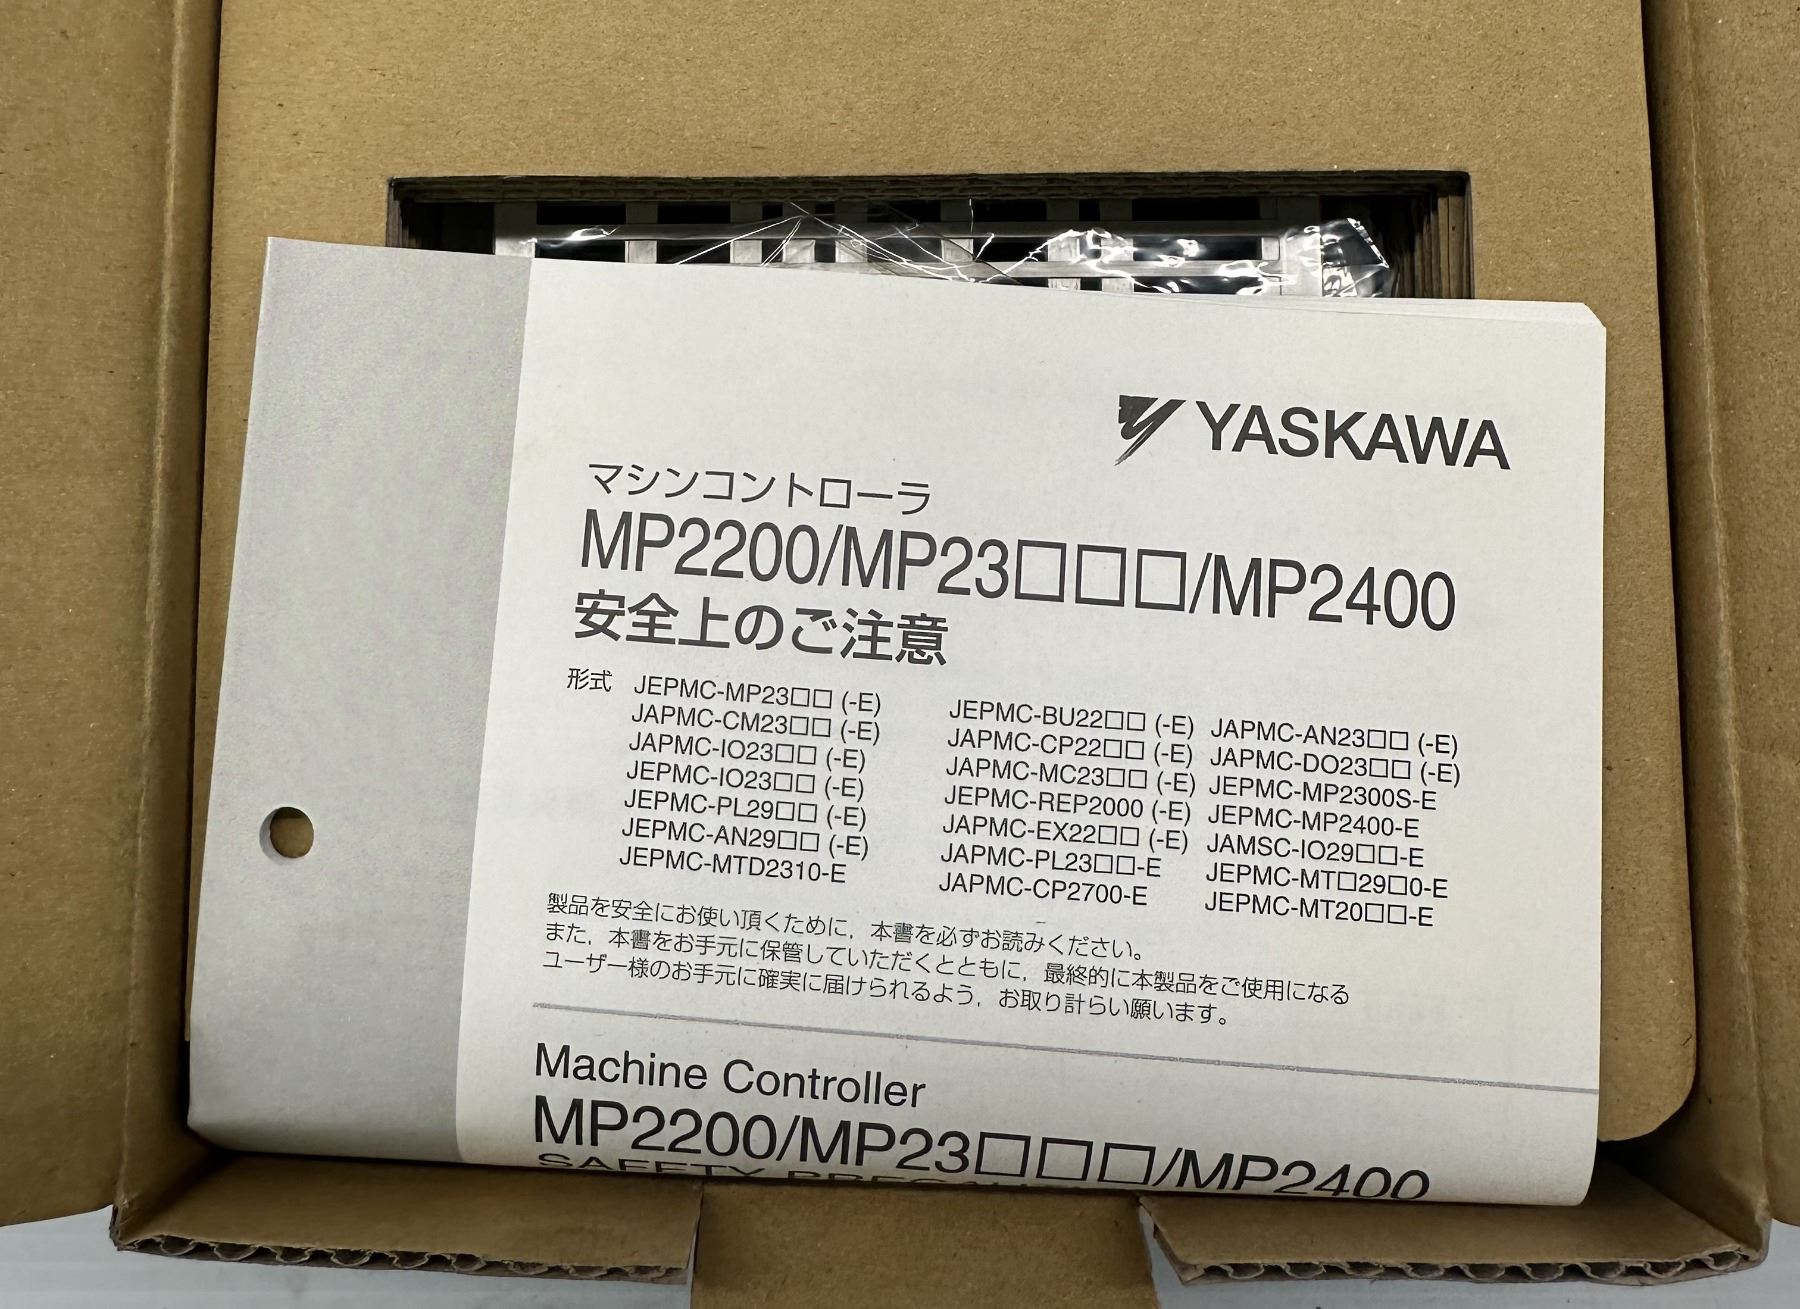 YASKAWA
マシンコントローラ
MP2200/MP23□□□/MP2400
安全上のご注意
形式 JEPMC-MP23□□ (-E) JEPMC-BU22□□ (-E) JAPMC-AN23□□ (-E)
JAPMC-CM23□□ (-E) JAPMC-CP22□□ (-E) JAPMC-DO23□□ (-E)
JAPMC-IO23□□ (-E) JAPMC-MC23□□ (-E) JEPMC-MP2300S-E
JEPMC-IO23□□ (-E) JEPMC-REP2000 (-E) JEPMC-MP2400-E
JEPMC-PL29□□ (-E) JAPMC-EX22□□ (-E) JAMSC-IO29□□-E
JEPMC-AN29□□ (-E) JAPMC-PL23□□-E JEPMC-MT□29□0-E
JEPMC-MTD2310-E JAPMC-CP2700-E JEPMC-MT20□□-E
製品を安全にお使い頂くために，本書を必ずお読みください。
また，本書をお手元に保管していただくとともに，最終的に本製品をご使用になる
ユーザー様のお手元に確実に届けられるよう，お取り計らい願います。
Machine Controller
MP2200/MP23□□□/MP2400
SAFETY